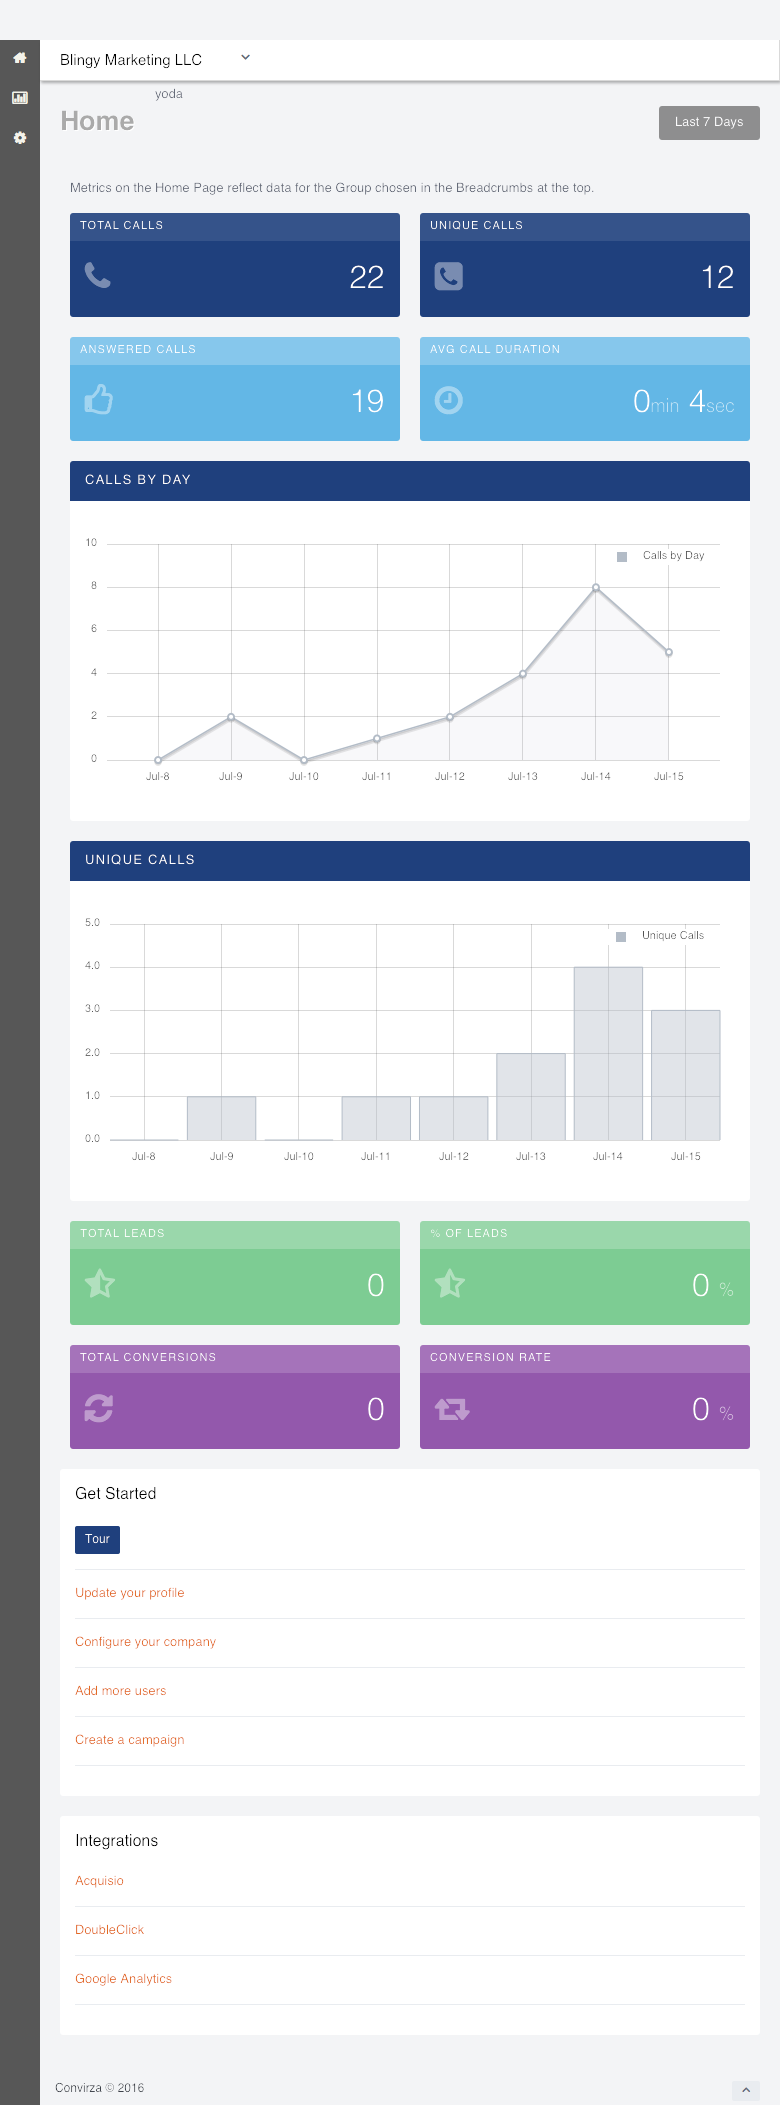 Blingy Marketing LLC
yoda
Home
Last 7 Days
Metrics on the Home Page reflect data for the Group chosen in the Breadcrumbs at the top.
TOTAL CALLS
22
UNIQUE CALLS
12
ANSWERED CALLS
19
AVG CALL DURATION
0min 4sec
CALLS BY DAY
Calls by Day
10
8
6
4
2
0
Jul-8 Jul-9 Jul-10 Jul-11 Jul-12 Jul-13 Jul-14 Jul-15
UNIQUE CALLS
Unique Calls
5.0
4.0
3.0
2.0
1.0
0.0
Jul-8 Jul-9 Jul-10 Jul-11 Jul-12 Jul-13 Jul-14 Jul-15
TOTAL LEADS
0
% OF LEADS
0 %
TOTAL CONVERSIONS
0
CONVERSION RATE
0 %
Get Started
Tour
Update your profile
Configure your company
Add more users
Create a campaign
Integrations
Acquisio
DoubleClick
Google Analytics
Convirza © 2016